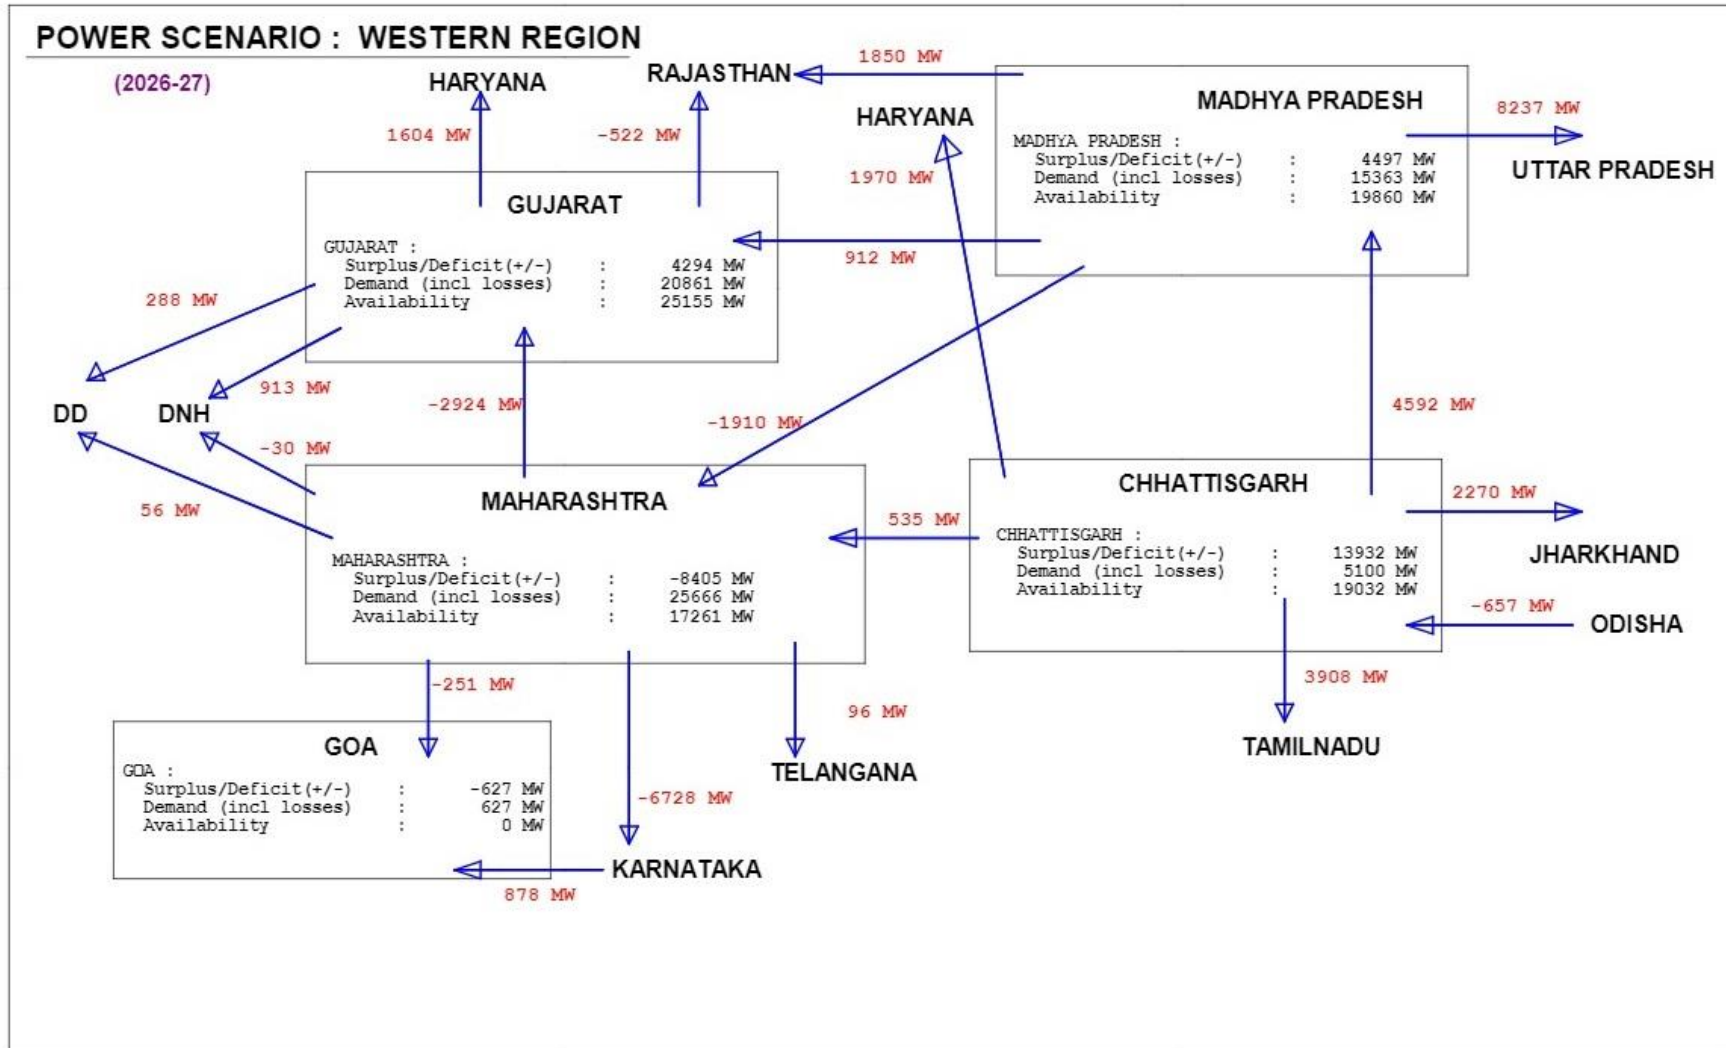 POWER SCENARIO : WESTERN REGION
(2026-27)
HARYANA
RAJASTHAN
1850 MW
HARYANA
1604 MW
-522 MW
1970 MW
MADHYA PRADESH
MADHYA PRADESH :
Surplus/Deficit(+/-) : 4497 MW
Demand (incl losses) : 15363 MW
Availability : 19860 MW
8237 MW
UTTAR PRADESH
GUJARAT
GUJARAT :
Surplus/Deficit(+/-) : 4294 MW
Demand (incl losses) : 20861 MW
Availability : 25155 MW
912 MW
288 MW
913 MW
DD
DNH
-30 MW
56 MW
-2924 MW
-1910 MW
4592 MW
MAHARASHTRA
MAHARASHTRA :
Surplus/Deficit(+/-) : -8405 MW
Demand (incl losses) : 25666 MW
Availability : 17261 MW
535 MW
CHHATTISGARH
CHHATTISGARH :
Surplus/Deficit(+/-) : 13932 MW
Demand (incl losses) : 5100 MW
Availability : 19032 MW
2270 MW
JHARKHAND
-657 MW
ODISHA
3908 MW
TAMILNADU
-251 MW
96 MW
TELANGANA
GOA
GOA :
Surplus/Deficit(+/-) : -627 MW
Demand (incl losses) : 627 MW
Availability : 0 MW
-6728 MW
KARNATAKA
878 MW